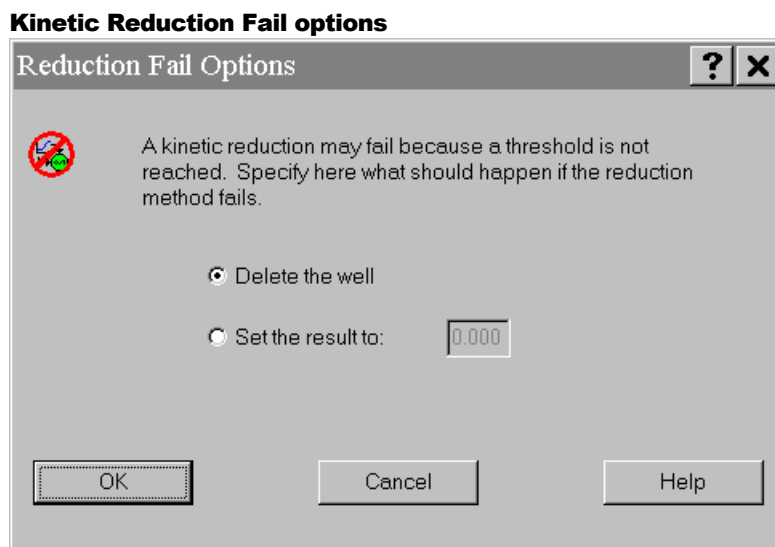 Kinetic Reduction Fail options
Reduction Fail Options
? X
A kinetic reduction may fail because a threshold is not
reached. Specify here what should happen if the reduction
method fails.
Delete the well
Set the result to: 0.000
OK Cancel Help